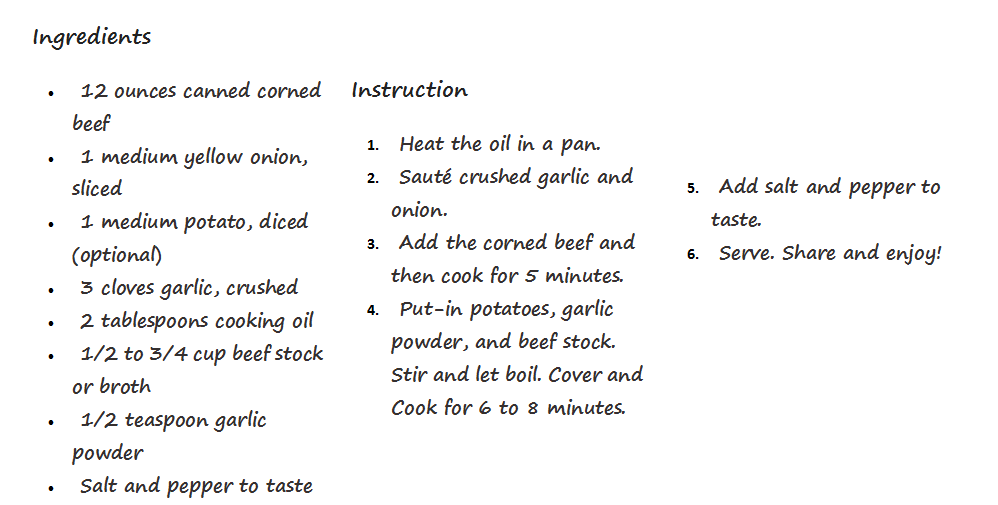 Ingredients
• 12 ounces canned corned
beef
• 1 medium yellow onion,
sliced
• 1 medium potato, diced
(optional)
• 3 cloves garlic, crushed
• 2 tablespoons cooking oil
• 1/2 to 3/4 cup beef stock
or broth
• 1/2 teaspoon garlic
powder
• Salt and pepper to taste
Instruction
1. Heat the oil in a pan.
2. Sauté crushed garlic and
onion.
3. Add the corned beef and
then cook for 5 minutes.
4. Put-in potatoes, garlic
powder, and beef stock.
Stir and let boil. Cover and
Cook for 6 to 8 minutes.
5. Add salt and pepper to
taste.
6. Serve. Share and enjoy!